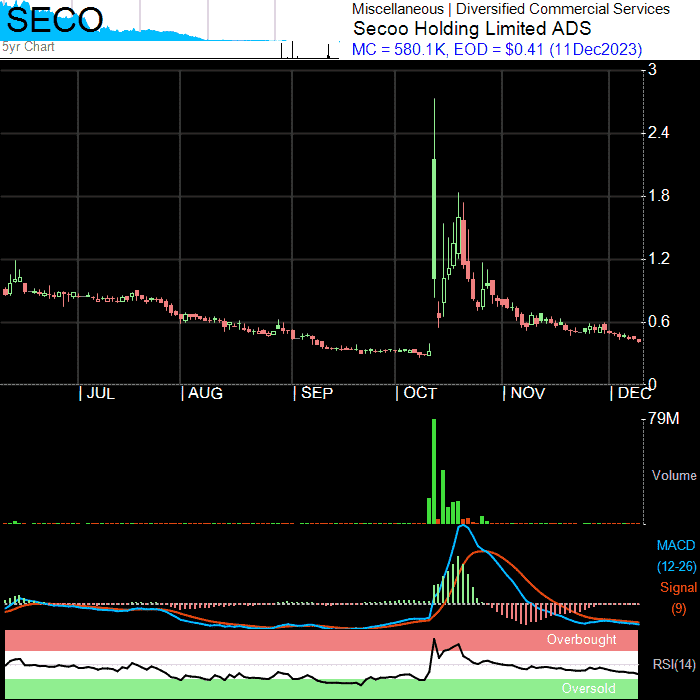 SECO
5yr Chart
Miscellaneous | Diversified Commercial Services
Secoo Holding Limited ADS
MC = 580.1K, EOD = $0.41 (11Dec2023)
3
2.4
1.8
1.2
0.6
0
| JUL | AUG | SEP | OCT | NOV | DEC
79M
Volume
MACD
(12-26)
Signal
(9)
Overbought
RSI(14)
Oversold